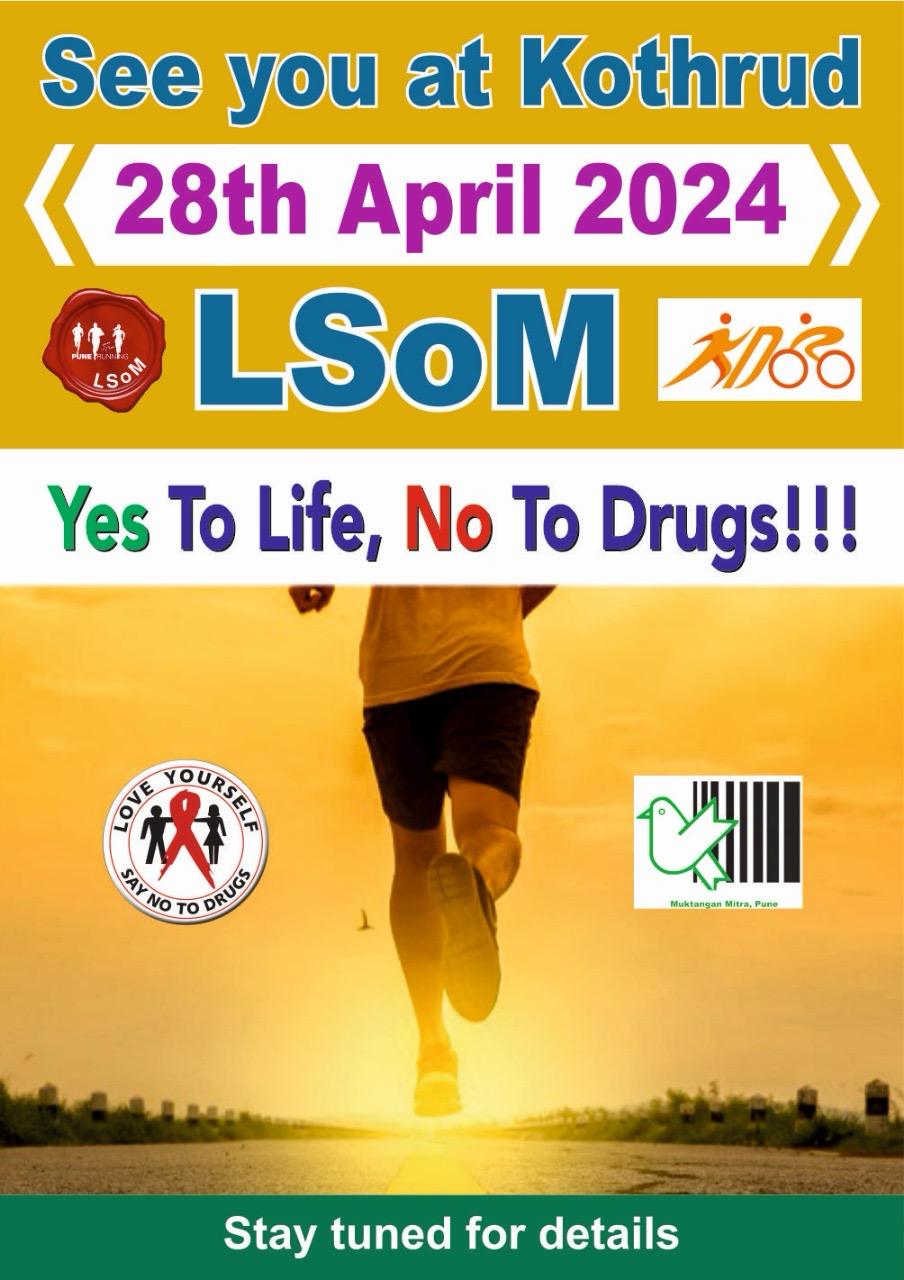 See you at Kothrud
28th April 2024
PUNE RUNNING
LSoM
LSoM
Yes To Life, No To Drugs!!!
LOVE YOURSELF
SAY NO TO DRUGS
Muktangan Mitra, Pune
Stay tuned for details